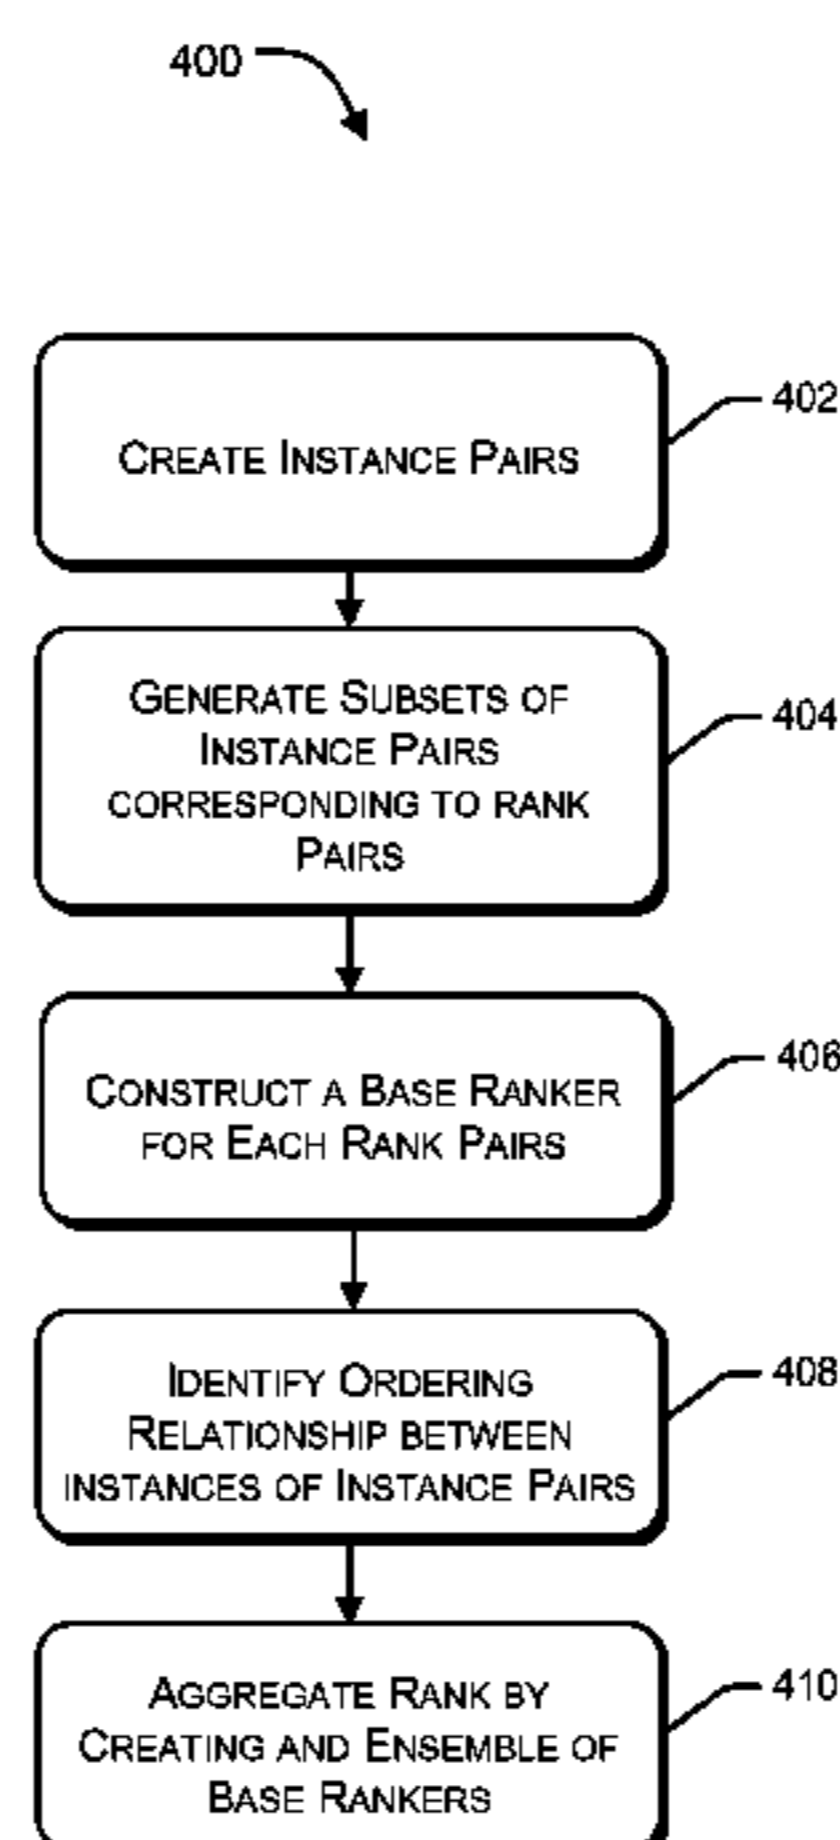 400
CREATE INSTANCE PAIRS
402
GENERATE SUBSETS OF
INSTANCE PAIRS
CORRESPONDING TO RANK
PAIRS
404
CONSTRUCT A BASE RANKER
FOR EACH RANK PAIRS
406
IDENTIFY ORDERING
RELATIONSHIP BETWEEN
INSTANCES OF INSTANCE PAIRS
408
AGGREGATE RANK BY
CREATING AND ENSEMBLE OF
BASE RANKERS
410